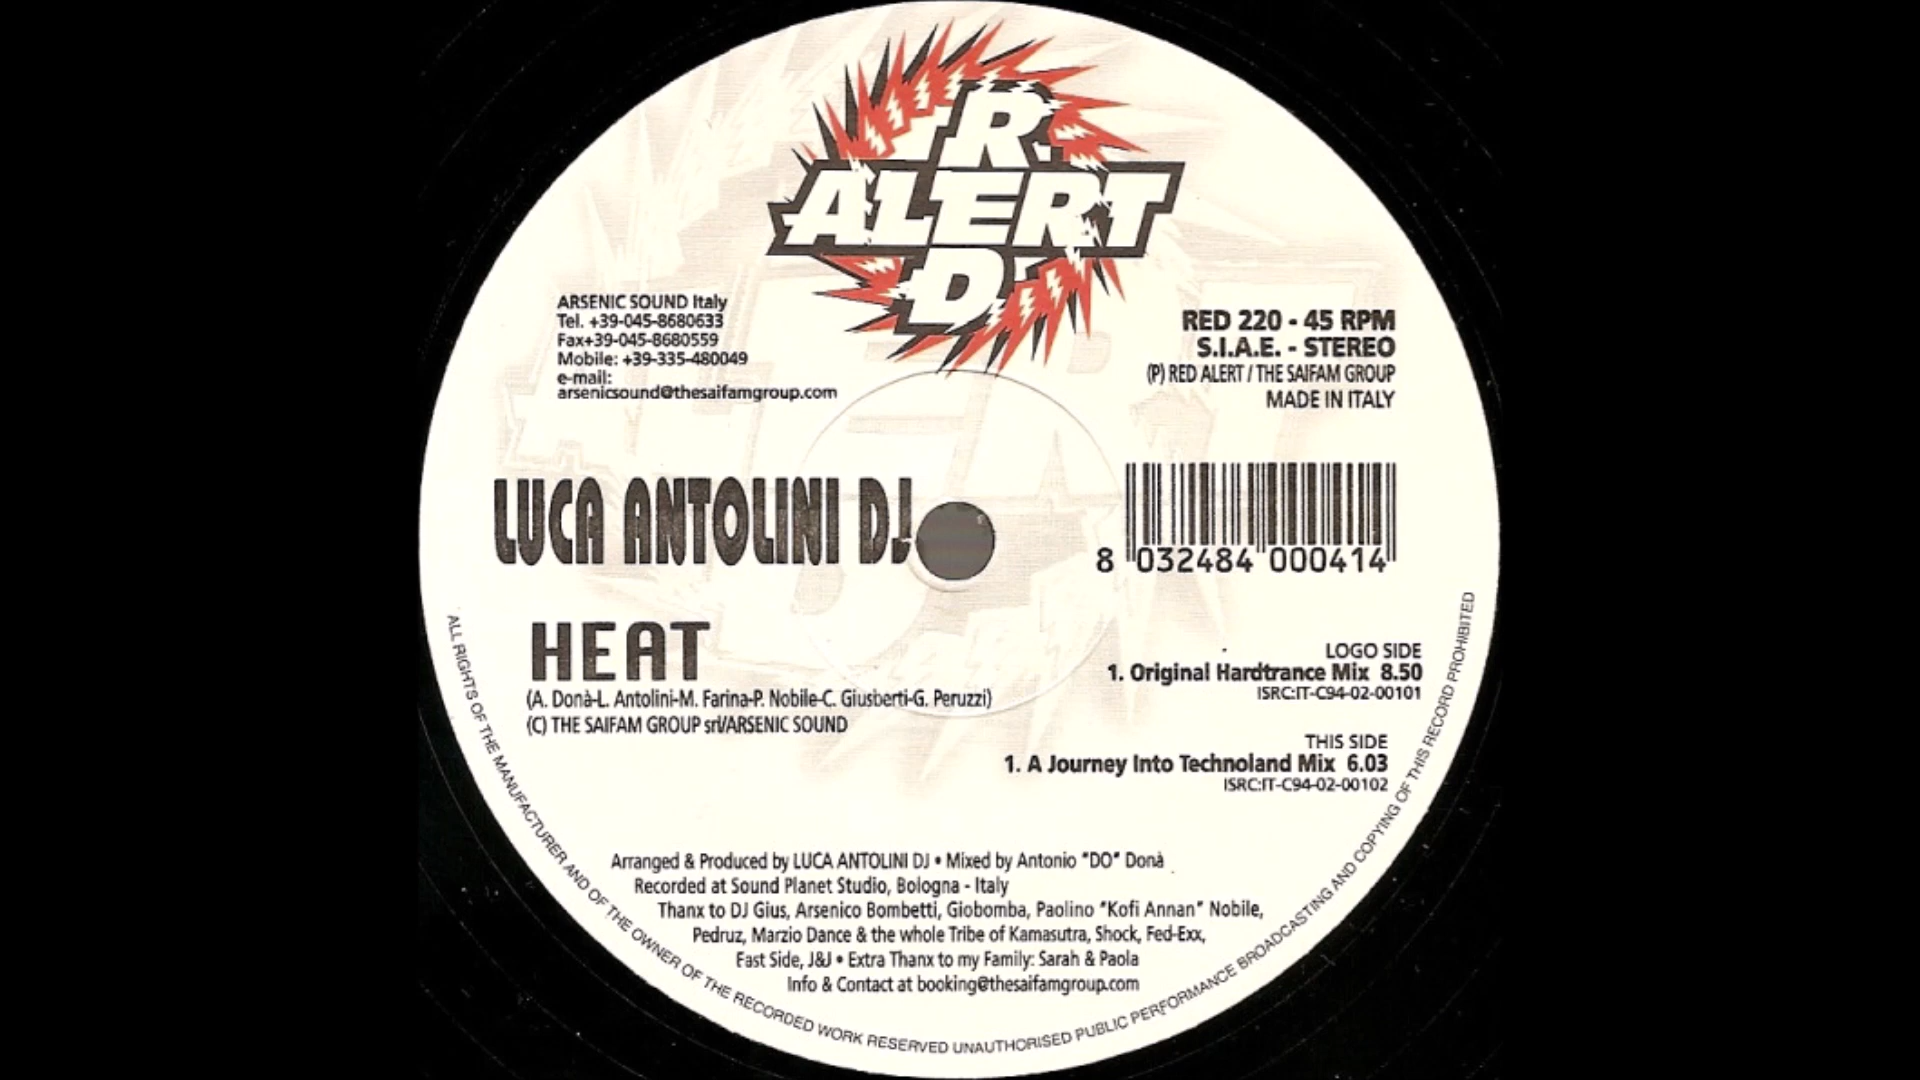 R.
ALERT
D
ARSENIC SOUND Italy
Tel. +39-045-8680633
Fax+39-045-8680559
Mobile: +39-335-480049
e-mail:
arsenicsound@thesaifamgroup.com
RED 220 - 45 RPM
S.I.A.E. - STEREO
(P) RED ALERT / THE SAIFAM GROUP
MADE IN ITALY
LUCA ANTOLINI DJ
8 032484 000414
HEAT
(A. Donà-L. Antolini-M. Farina-P. Nobile-C. Giusberti-G. Peruzzi)
(C) THE SAIFAM GROUP srl/ARSENIC SOUND
LOGO SIDE
1. Original Hardtrance Mix 8.50
ISRC:IT-C94-02-00101
THIS SIDE
1. A Journey Into Technoland Mix 6.03
ISRC:IT-C94-02-00102
Arranged & Produced by LUCA ANTOLINI DJ • Mixed by Antonio "DO" Donà
Recorded at Sound Planet Studio, Bologna - Italy
Thanx to DJ Gius, Arsenico Bombetti, Giobomba, Paolino "Kofi Annan" Nobile,
Pedruz, Marzio Dance & the whole Tribe of Kamasutra, Shock, Fed-Exx,
Fast Side, J&J • Extra Thanx to my Family: Sarah & Paola
Info & Contact at booking@thesaifamgroup.com
ALL RIGHTS OF THE MANUFACTURER AND OF THE OWNER OF THE RECORDED WORK RESERVED UNAUTHORISED PUBLIC PERFORMANCE BROADCASTING AND COPYING OF THIS RECORD PROHIBITED